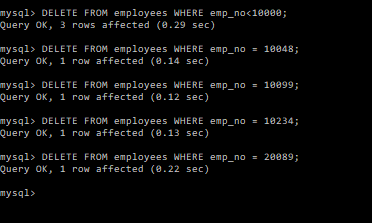 mysql> DELETE FROM employees WHERE emp_no<10000;
Query OK, 3 rows affected (0.29 sec)
mysql> DELETE FROM employees WHERE emp_no = 10048;
Query OK, 1 row affected (0.14 sec)
mysql> DELETE FROM employees WHERE emp_no = 10099;
Query OK, 1 row affected (0.12 sec)
mysql> DELETE FROM employees WHERE emp_no = 10234;
Query OK, 1 row affected (0.13 sec)
mysql> DELETE FROM employees WHERE emp_no = 20089;
Query OK, 1 row affected (0.22 sec)
mysql>